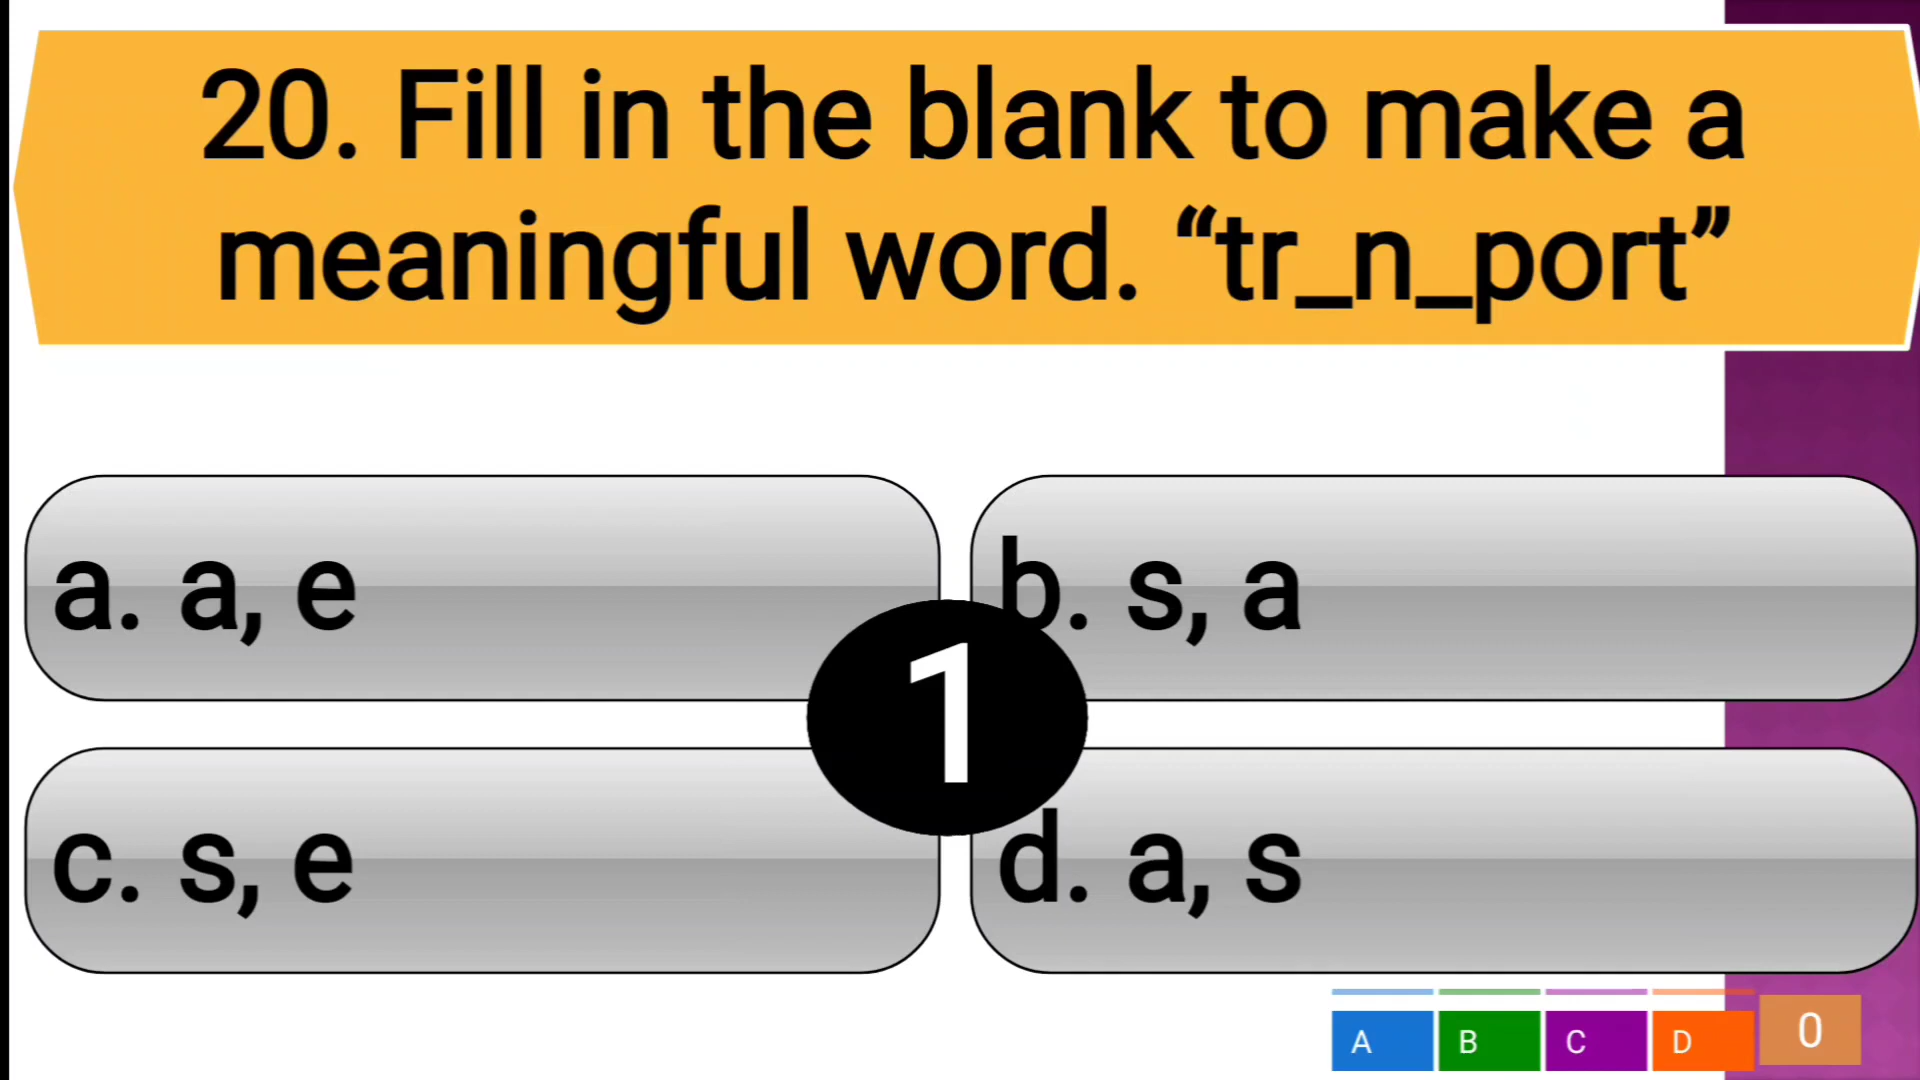 20. Fill in the blank to make a
meaningful word. “tr_n_port”
a. a, e
b. s, a
1
c. s, e
d. a, s
A B C D 0